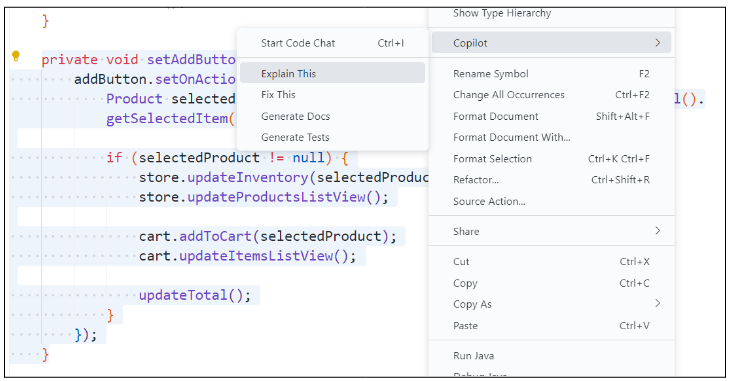 }
private void setAddButto
addButton.setOnActio
Product selected
l().
getSelectedItem(
if (selectedProduct != null) {
store.updateInventory(selectedProduc
store.updateProductsListView();
cart.addToCart(selectedProduct);
cart.updateItemsListView();
updateTotal();
}
});
}
Start Code Chat Ctrl+I
Explain This
Fix This
Generate Docs
Generate Tests
Show Type Hierarchy
Copilot
Rename Symbol F2
Change All Occurrences Ctrl+F2
Format Document Shift+Alt+F
Format Document With...
Format Selection Ctrl+K Ctrl+F
Refactor... Ctrl+Shift+R
Source Action...
Share
Cut Ctrl+X
Copy Ctrl+C
Copy As
Paste Ctrl+V
Run Java
Debug Java